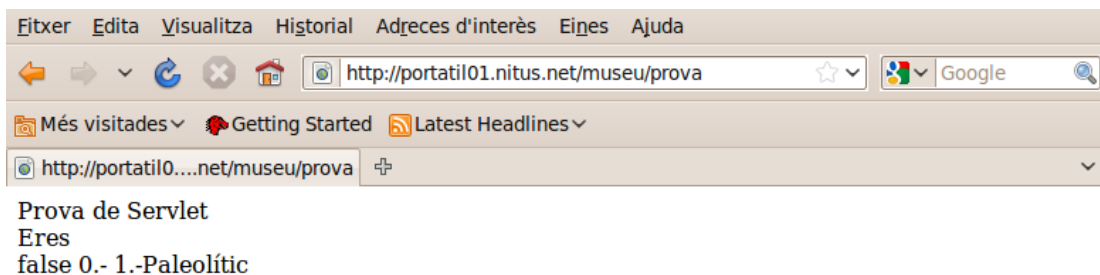 Fitxer Edita Visualitza Historial Adreces d'interès Eines Ajuda
http://portatil01.nitus.net/museu/prova Google
Més visitades Getting Started Latest Headlines
http://portatil0....net/museu/prova
Prova de Servlet
Eres
false 0.- 1.-Paleolític